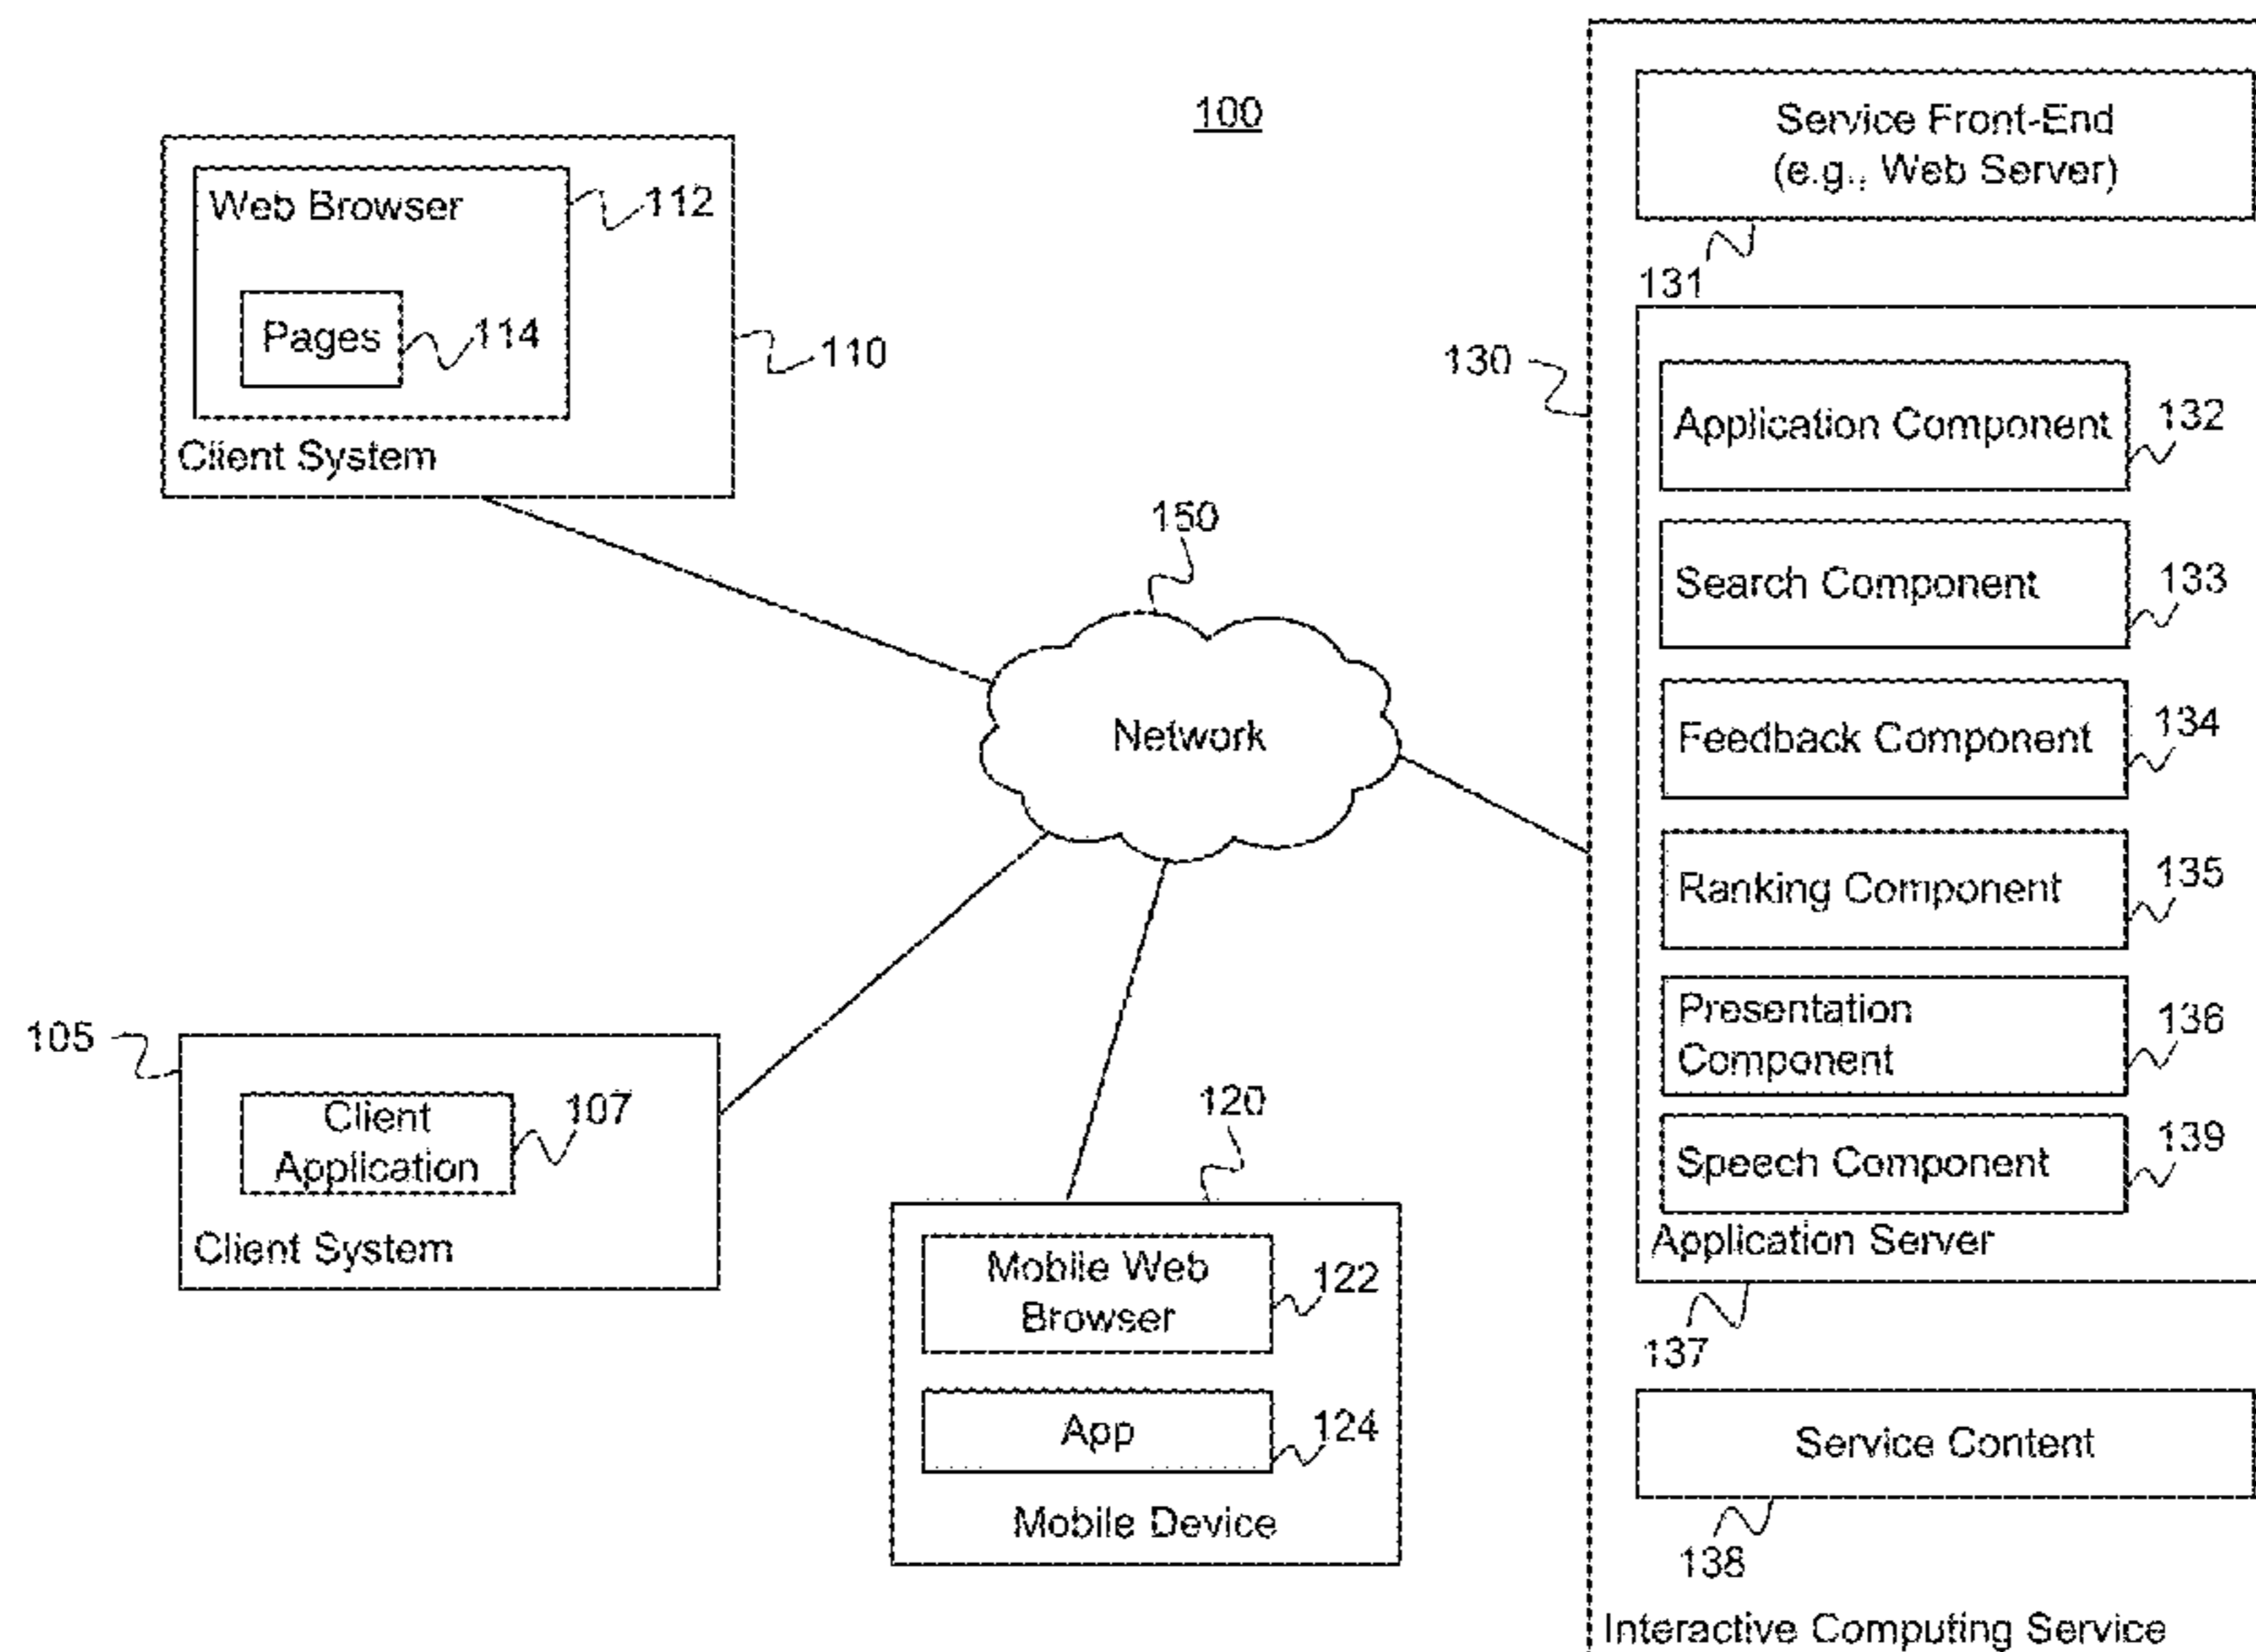 100
Web Browser
112
Pages
114
110
Client System
150
Network
105
Client
Application
107
Client System
120
Mobile Web
Browser
122
App
124
Mobile Device
130
Service Front-End
(e.g., Web Server)
131
Application Component
132
Search Component
133
Feedback Component
134
Ranking Component
135
Presentation
Component
136
Speech Component
139
Application Server
137
Service Content
138
Interactive Computing Service